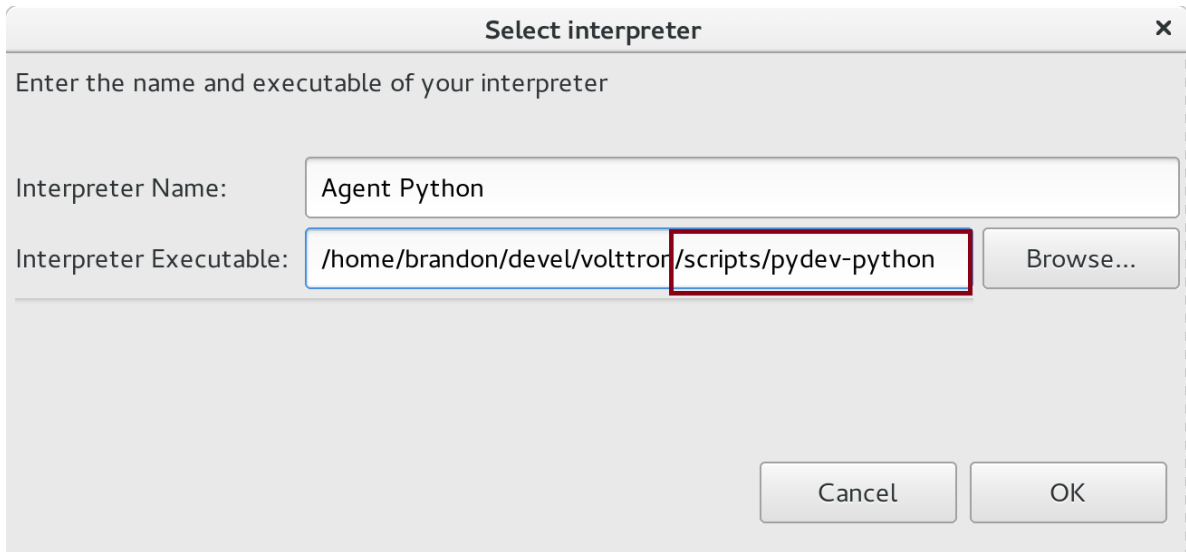 Select interpreter
Enter the name and executable of your interpreter
Interpreter Name: Agent Python
Interpreter Executable: /home/brandon/devel/volttron/scripts/pydev-python Browse...
Cancel OK